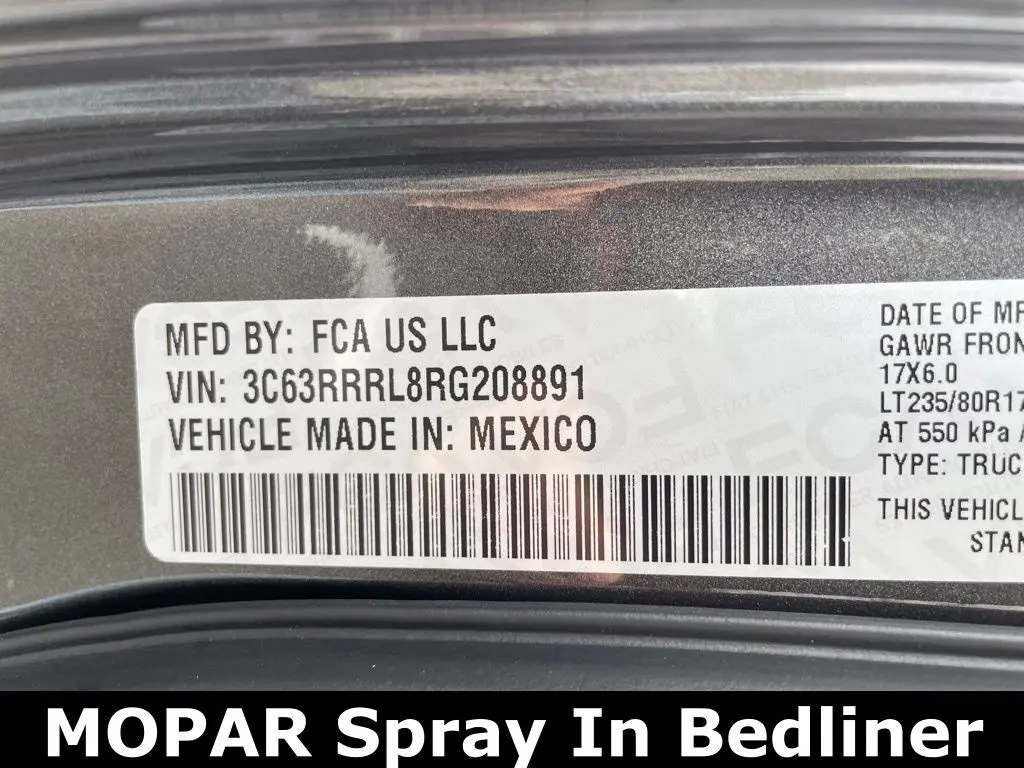 MFD BY: FCA US LLC
VIN: 3C63RRRL8RG208891
VEHICLE MADE IN: MEXICO
DATE OF MF
GAWR FRON
17X6.0
LT235/80R17
AT 550 kPa
TYPE: TRUC
THIS VEHICL
STAN
MOPAR Spray In Bedliner